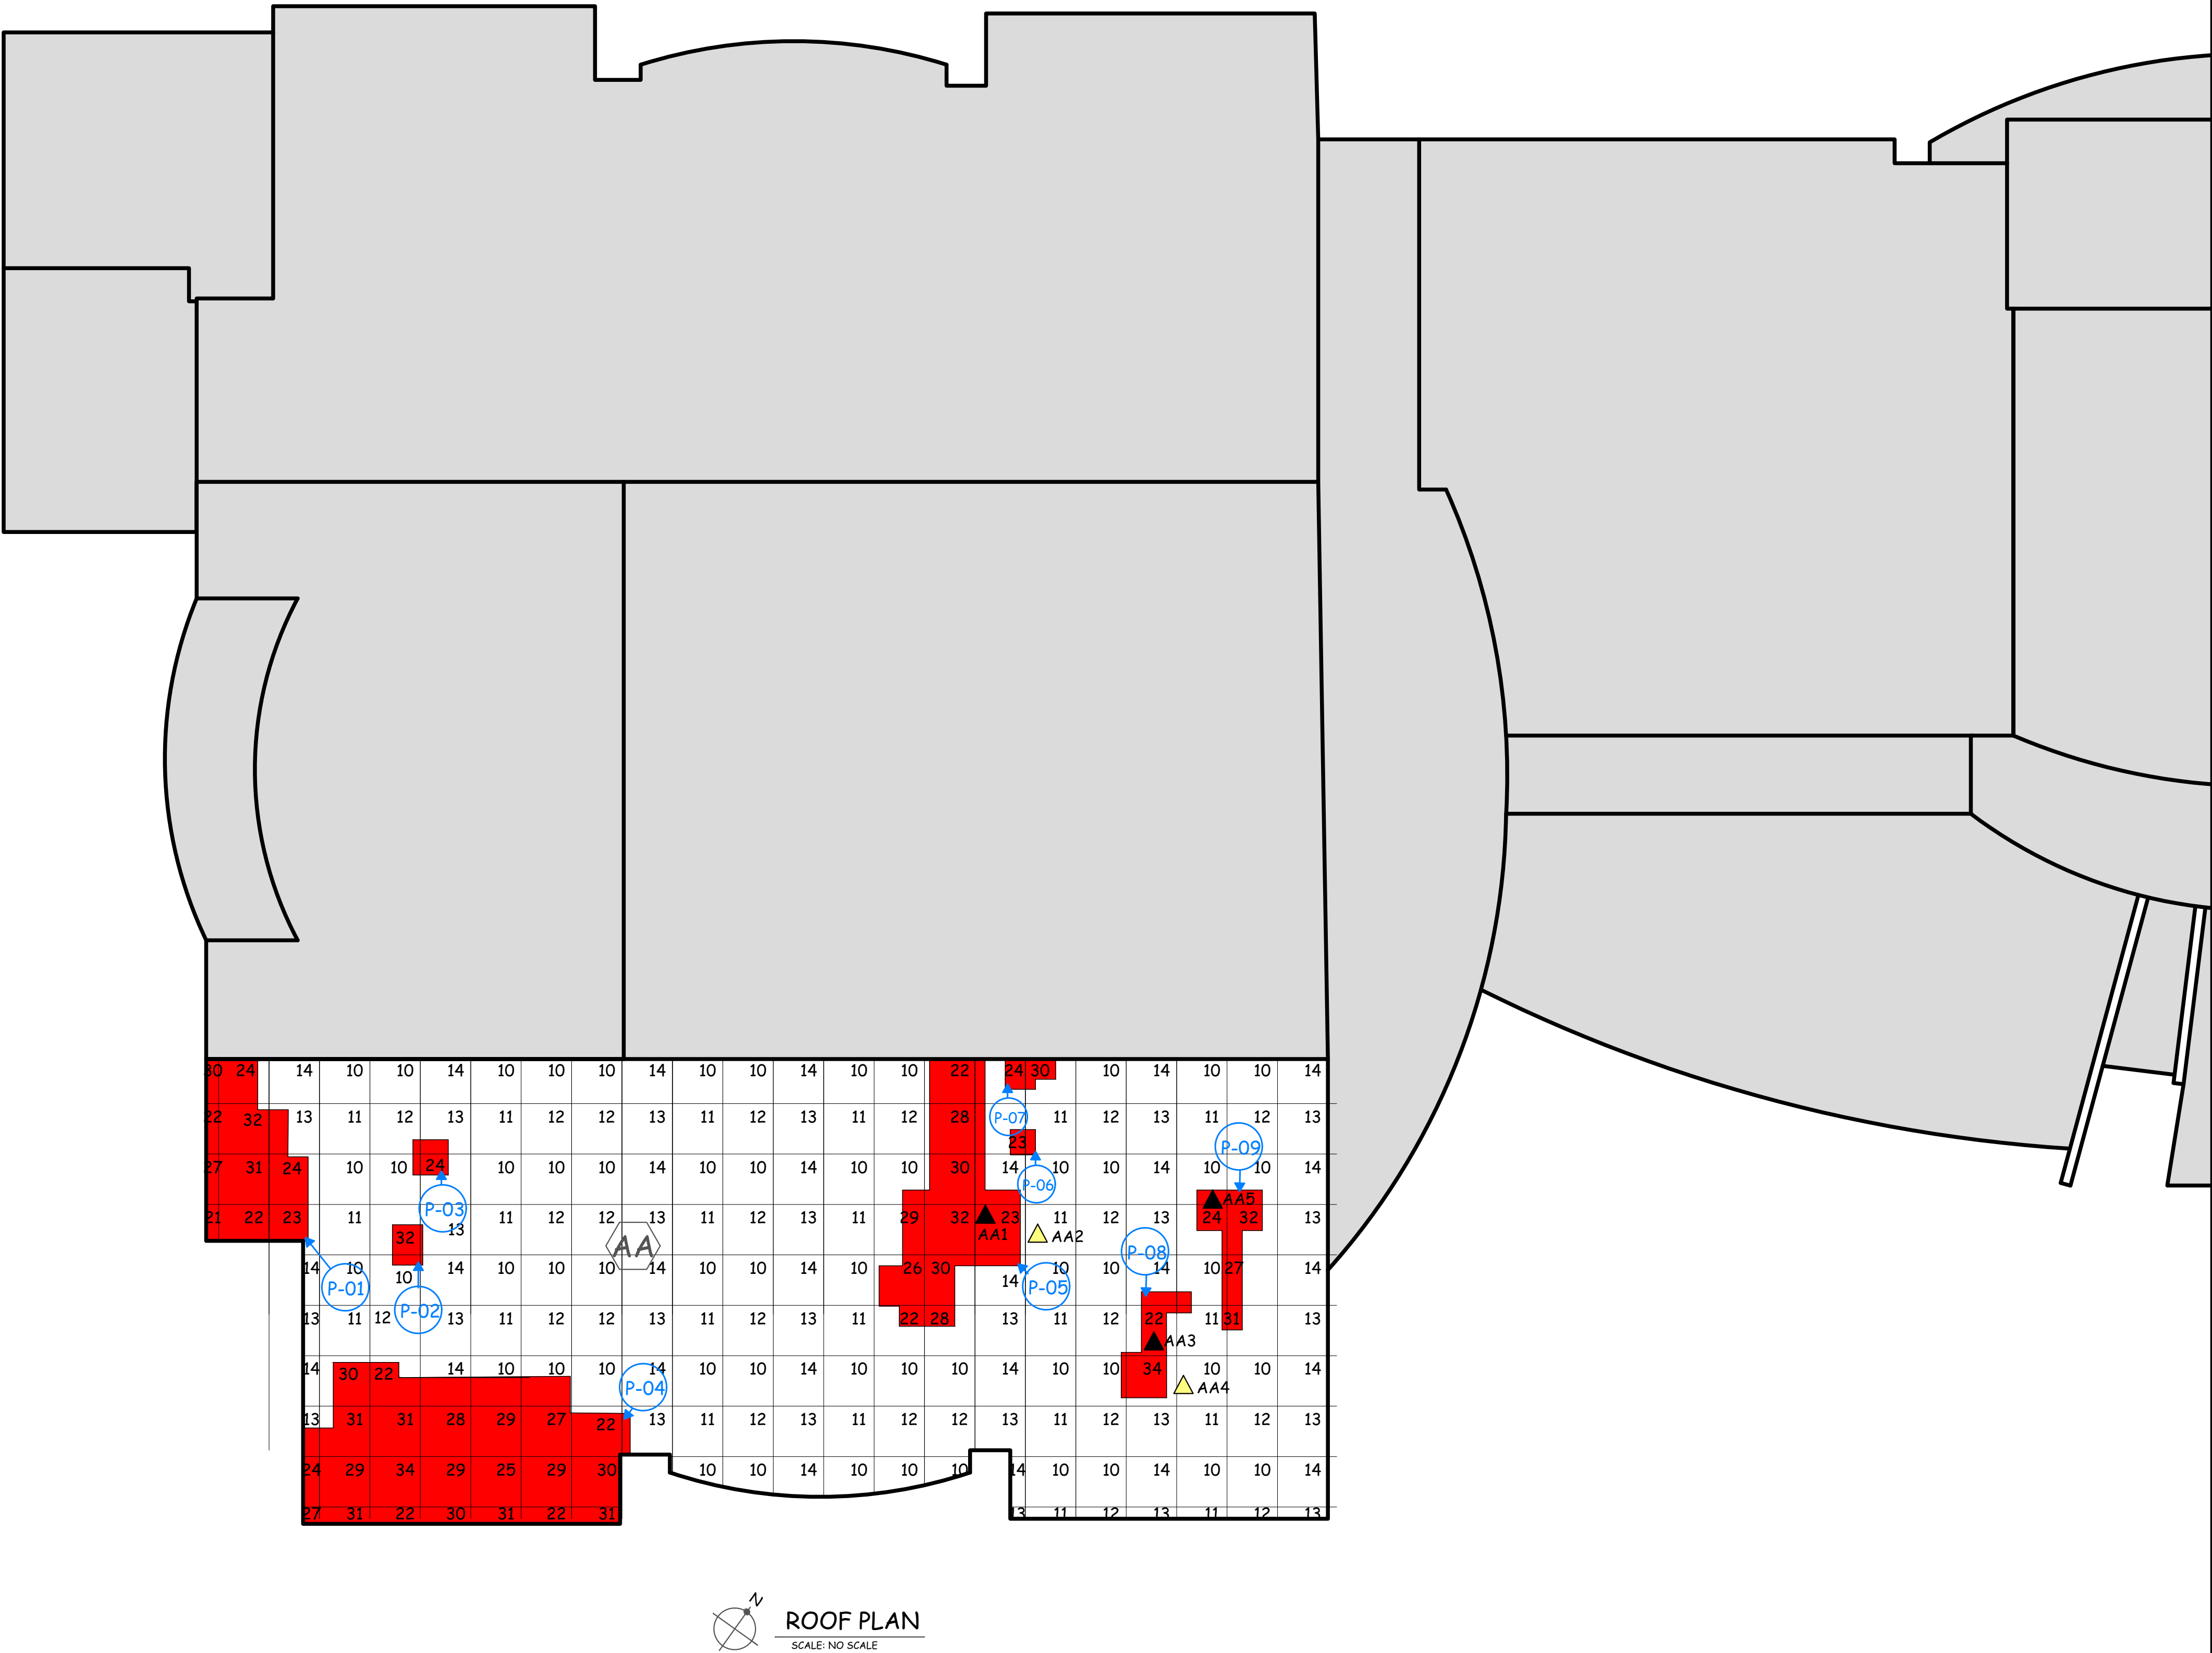 30 24 14 10 10 14 10 10 10 14 10 10 14 10 10 22 24 30 10 14 10 10 14
22 32 13 11 12 13 11 12 12 13 11 12 13 11 12 28 P-07 11 12 13 11 12 13
23 P-09
27 31 24 10 10 24 10 10 10 14 10 10 14 10 10 30 14 10 10 14 10 10 14
P-06
AA5
21 22 23 11 P-03 13 11 12 12 13 11 12 13 11 29 32 23 11 12 13 24 32 13
32 AA AA1 AA2
P-08
14 10 10 14 10 10 10 14 10 10 14 10 26 30 14 10 10 14 10 27 14
P-01 P-05
P-02
13 11 12 13 11 12 12 13 11 12 13 11 22 28 13 11 12 22 11 31 13
AA3
14 30 22 14 10 10 10 14 10 10 14 10 10 10 14 10 10 34 10 10 14
P-04 AA4
13 31 31 28 29 27 22 13 11 12 13 11 12 12 13 11 12 13 11 12 13
24 29 34 29 25 29 30 10 10 14 10 10 10 14 10 10 14 10 10 14
27 31 22 30 31 22 31 13 11 12 13 11 12 13
N
ROOF PLAN
SCALE: NO SCALE